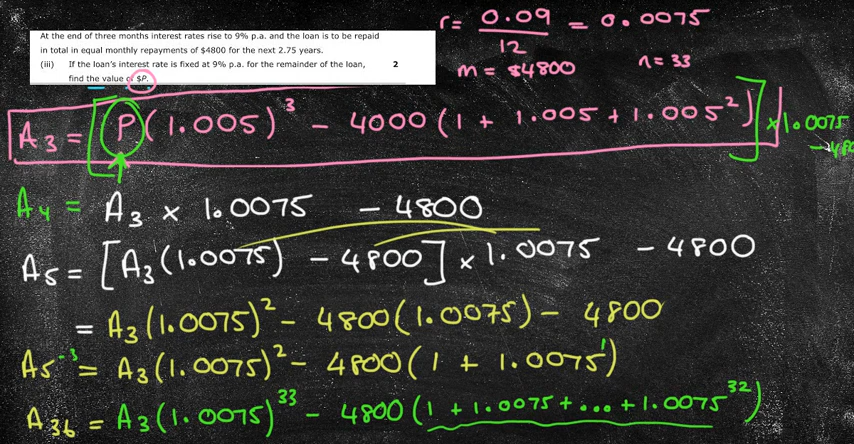 At the end of three months interest rates rise to 9% p.a. and the loan is to be repaid
in total in equal monthly repayments of $4800 for the next 2.75 years.
(iii) If the loan's interest rate is fixed at 9% p.a. for the remainder of the loan, 2
find the value of $P.
r = 0.09/12 = 0.0075
m = $4800 n = 33
A₃ = [P(1.005)³ - 4000(1 + 1.005 + 1.005²)] × 1.0075
A₄ = A₃ × 1.0075 - 4800
A₅ = [A₃(1.0075) - 4800] × 1.0075 - 4800
= A₃(1.0075)² - 4800(1.0075) - 4800
A₅⁻³ = A₃(1.0075)² - 4800(1 + 1.0075¹)
A₃₆ = A₃(1.0075)³³ - 4800(1 + 1.0075 + ... + 1.0075³²)